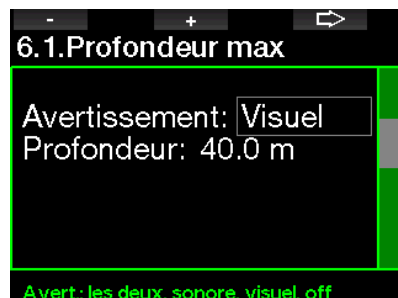 - +
6.1.Profondeur max
Avertissement: Visuel
Profondeur: 40.0 m
Avert.: les deux, sonore, visuel, off